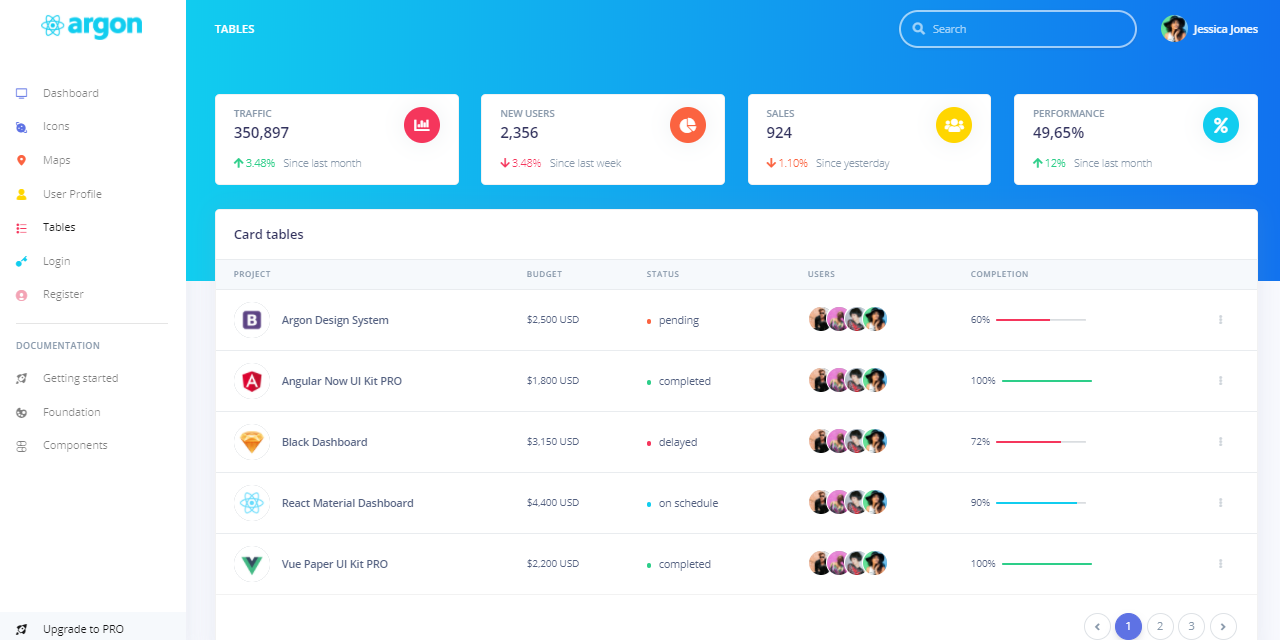 argon
TABLES
Search
Jessica Jones
Dashboard
Icons
Maps
User Profile
Tables
Login
Register
DOCUMENTATION
Getting started
Foundation
Components
Upgrade to PRO
TRAFFIC
350,897
3.48% Since last month
NEW USERS
2,356
3.48% Since last week
SALES
924
1.10% Since yesterday
PERFORMANCE
49,65%
12% Since last month
Card tables
PROJECT BUDGET STATUS USERS COMPLETION
B Argon Design System $2,500 USD pending 60%
A Angular Now UI Kit PRO $1,800 USD completed 100%
Black Dashboard $3,150 USD delayed 72%
React Material Dashboard $4,400 USD on schedule 90%
Vue Paper UI Kit PRO $2,200 USD completed 100%
1 2 3